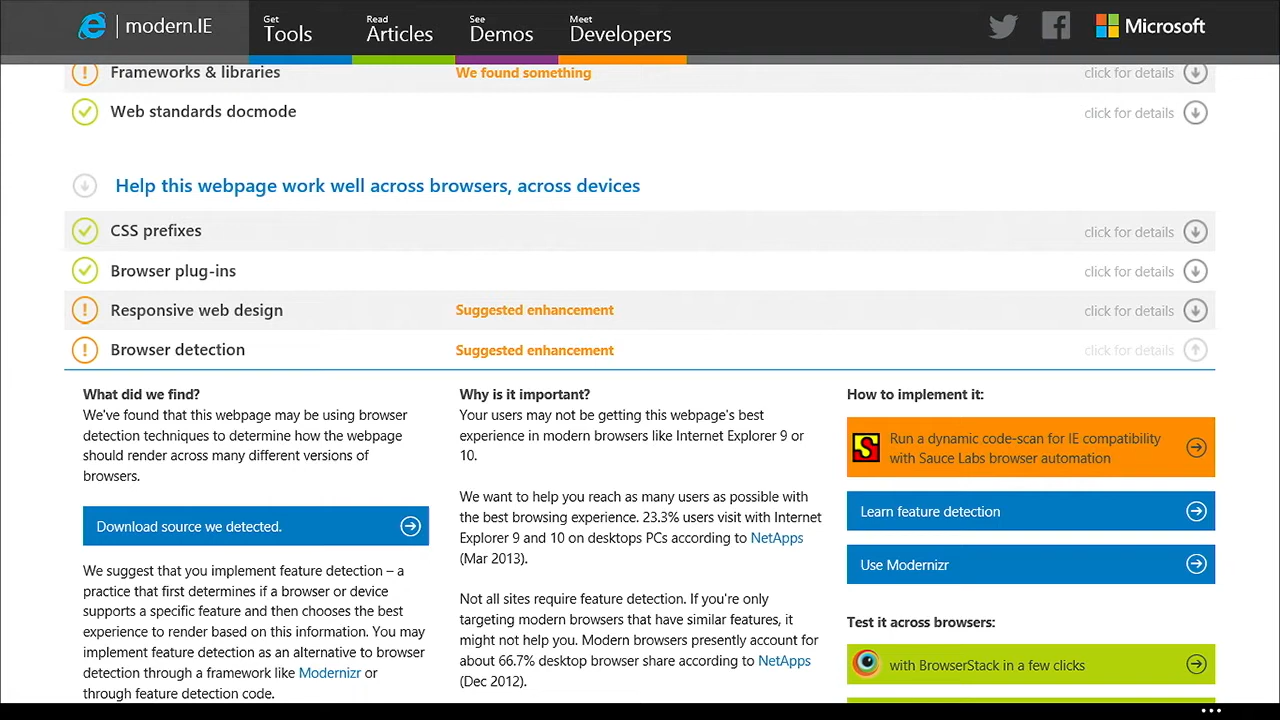 modern.IE
Get
Tools
Read
Articles
See
Demos
Meet
Developers
Microsoft
Frameworks & libraries
We found something
click for details
Web standards docmode
click for details
Help this webpage work well across browsers, across devices
CSS prefixes
click for details
Browser plug-ins
click for details
Responsive web design
Suggested enhancement
click for details
Browser detection
Suggested enhancement
click for details
What did we find?
We've found that this webpage may be using browser
detection techniques to determine how the webpage
should render across many different versions of
browsers.
Download source we detected.
We suggest that you implement feature detection – a
practice that first determines if a browser or device
supports a specific feature and then chooses the best
experience to render based on this information. You may
implement feature detection as an alternative to browser
detection through a framework like Modernizr or
through feature detection code.
Why is it important?
Your users may not be getting this webpage's best
experience in modern browsers like Internet Explorer 9 or
10.
We want to help you reach as many users as possible with
the best browsing experience. 23.3% users visit with Internet
Explorer 9 and 10 on desktops PCs according to NetApps
(Mar 2013).
Not all sites require feature detection. If you're only
targeting modern browsers that have similar features, it
might not help you. Modern browsers presently account for
about 66.7% desktop browser share according to NetApps
(Dec 2012).
How to implement it:
Run a dynamic code-scan for IE compatibility
with Sauce Labs browser automation
Learn feature detection
Use Modernizr
Test it across browsers:
with BrowserStack in a few clicks